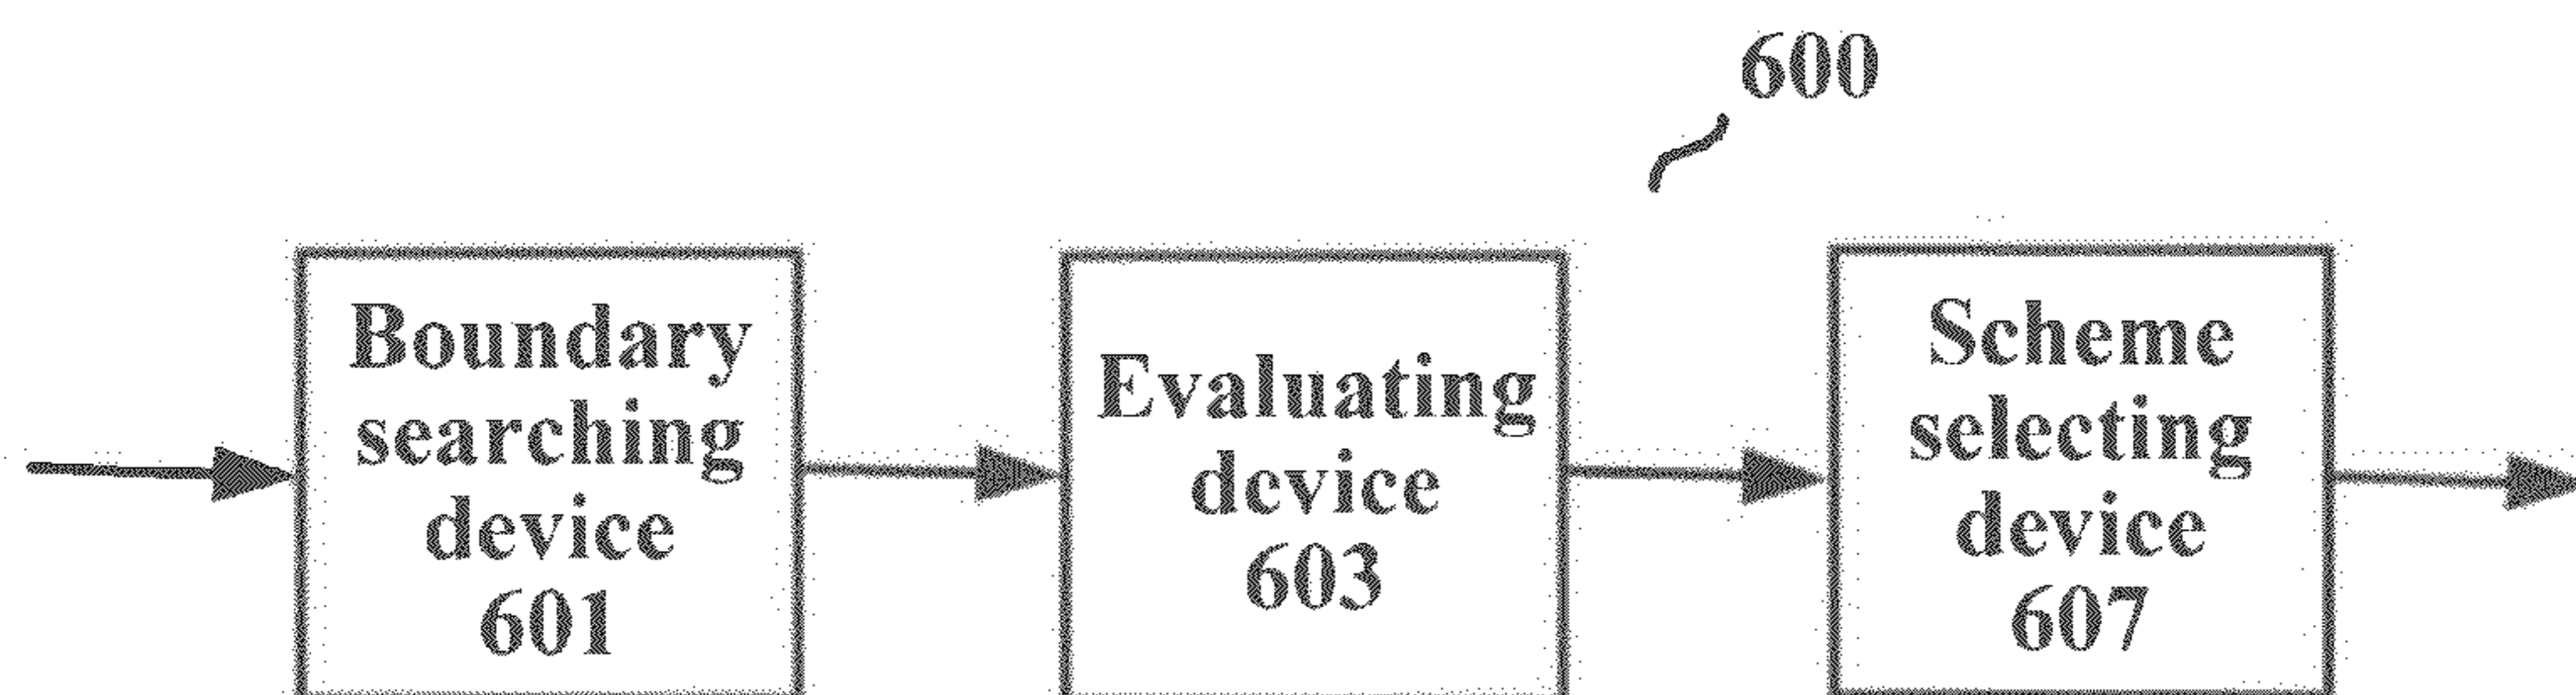 600
Boundary
searching
device
601
Evaluating
device
603
Scheme
selecting
device
607